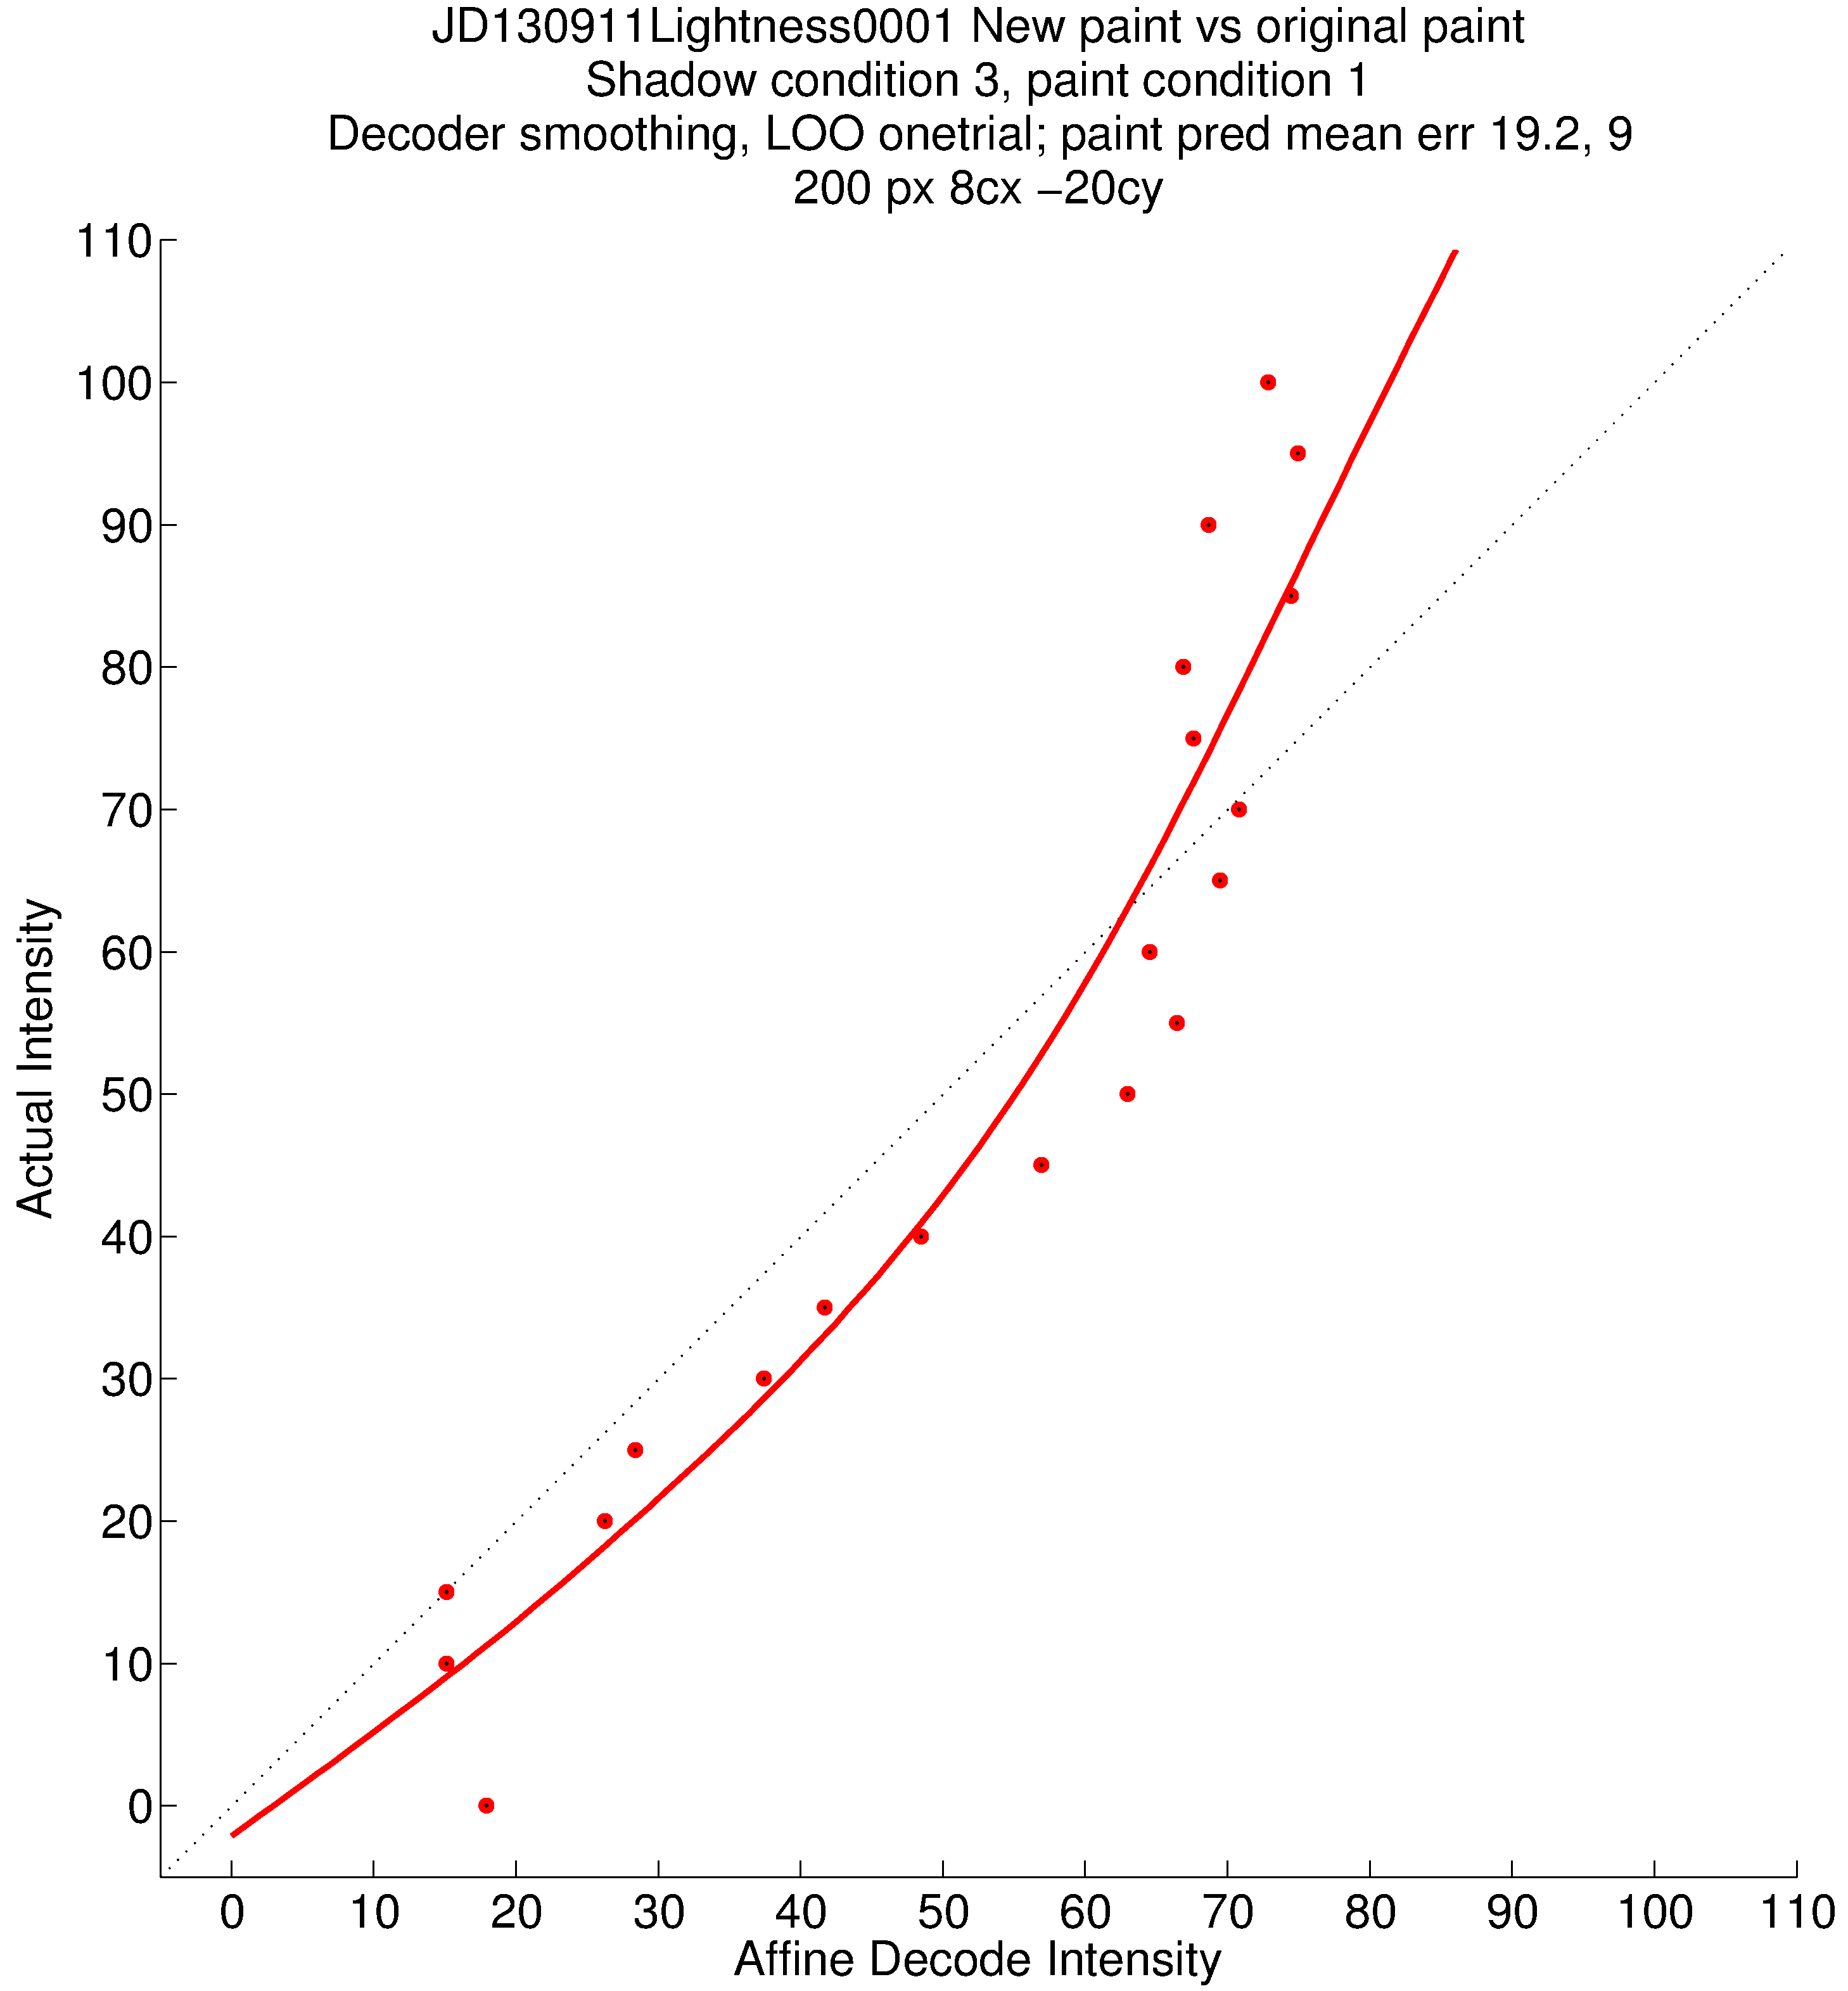 JD130911Lightness0001 New paint vs original paint
Shadow condition 3, paint condition 1
Decoder smoothing, LOO onetrial; paint pred mean err 19.2, 9
200 px 8cx −20cy
110
100
90
80
70
60
50
40
30
20
10
0
Actual Intensity
0 10 20 30 40 50 60 70 80 90 100 110
Affine Decode Intensity